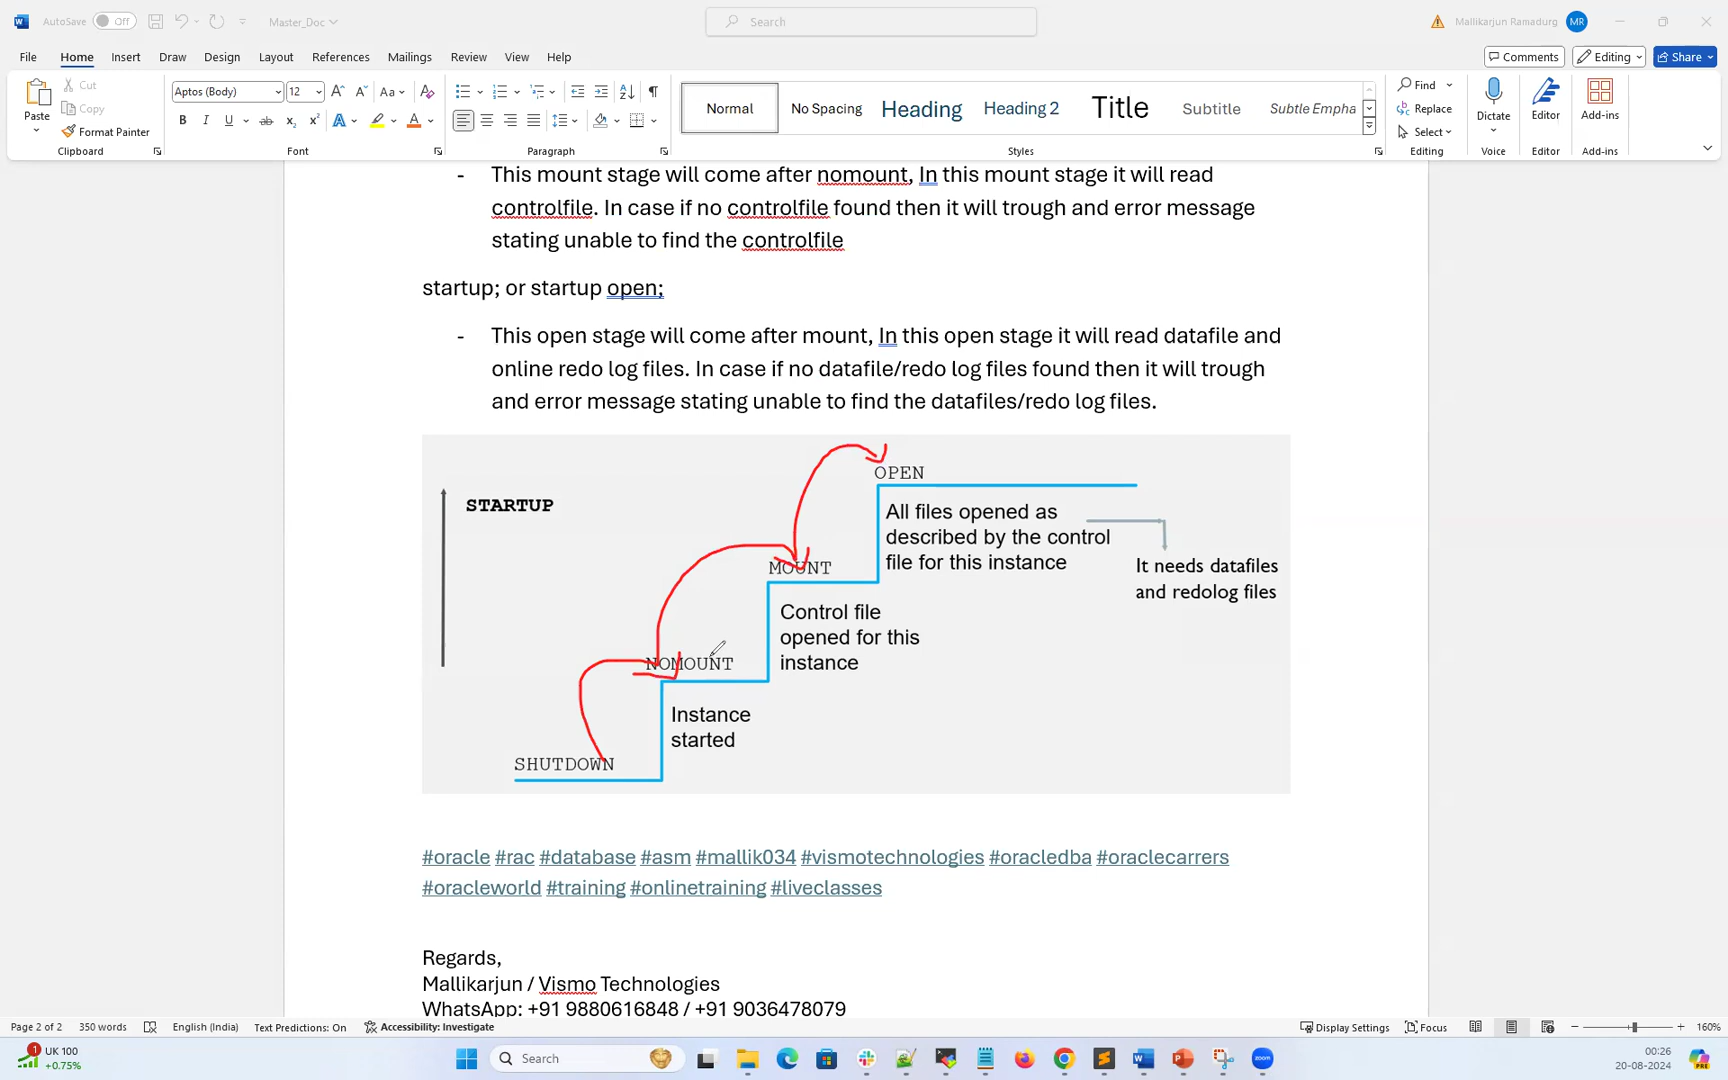 AutoSave Off Master_Doc Search Mallikarjun Ramadurg MR
File Home Insert Draw Design Layout References Mailings Review View Help Comments Editing Share
Paste Cut Copy Format Painter Clipboard
Aptos (Body) 12 Font
Paragraph
Normal No Spacing Heading Heading 2 Title Subtitle Subtle Empha Styles
Find Replace Select Editing
Dictate Voice
Editor Editor
Add-ins Add-ins
- This mount stage will come after nomount, In this mount stage it will read
controlfile. In case if no controlfile found then it will trough and error message
stating unable to find the controlfile
startup; or startup open;
- This open stage will come after mount, In this open stage it will read datafile and
online redo log files. In case if no datafile/redo log files found then it will trough
and error message stating unable to find the datafiles/redo log files.
OPEN
STARTUP
All files opened as
described by the control
file for this instance
It needs datafiles
and redolog files
MOUNT
Control file
opened for this
instance
NOMOUNT
Instance
started
SHUTDOWN
#oracle #rac #database #asm #mallik034 #vismotechnologies #oracledba #oraclecarrers
#oracleworld #training #onlinetraining #liveclasses
Regards,
Mallikarjun / Vismo Technologies
WhatsApp: +91 9880616848 / +91 9036478079
Page 2 of 2 350 words English (India) Text Predictions: On Accessibility: Investigate Display Settings Focus 160%
1 UK 100
+0.75%
Search
zoom
00:26
20-08-2024
PRE